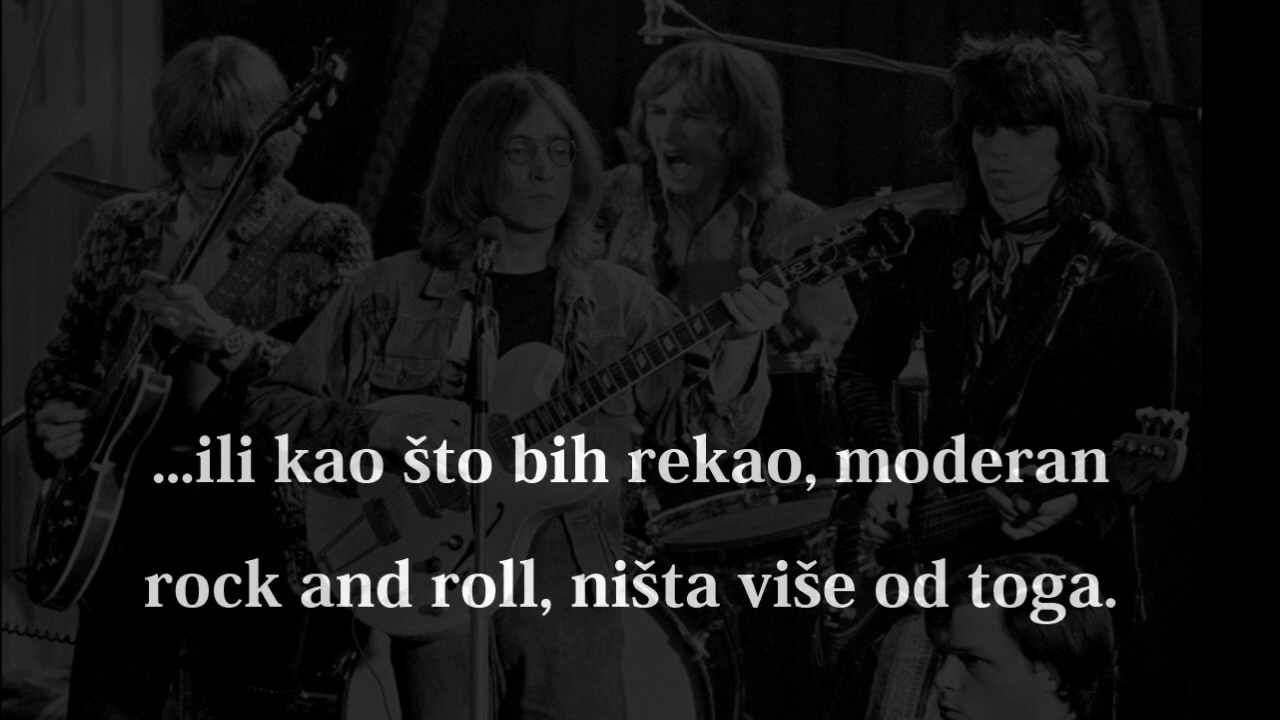 ...ili kao što bih rekao, moderan
rock and roll, ništa više od toga.